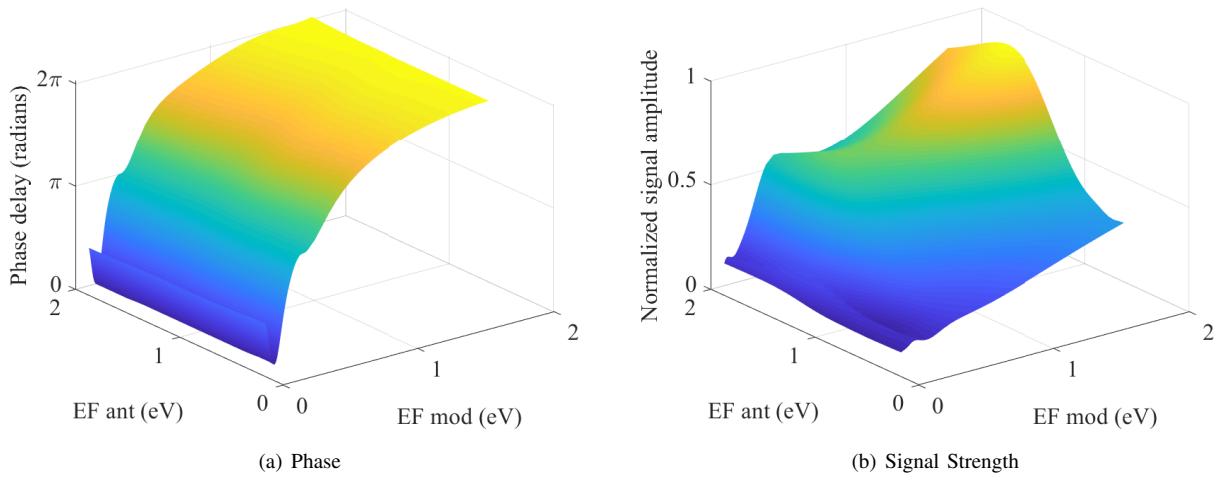 Phase delay (radians)
2π
π
0
2
1
0
EF ant (eV)
0
1
2
EF mod (eV)
(a) Phase
Normalized signal amplitude
1
0.5
0
2
1
0
EF ant (eV)
0
1
2
EF mod (eV)
(b) Signal Strength